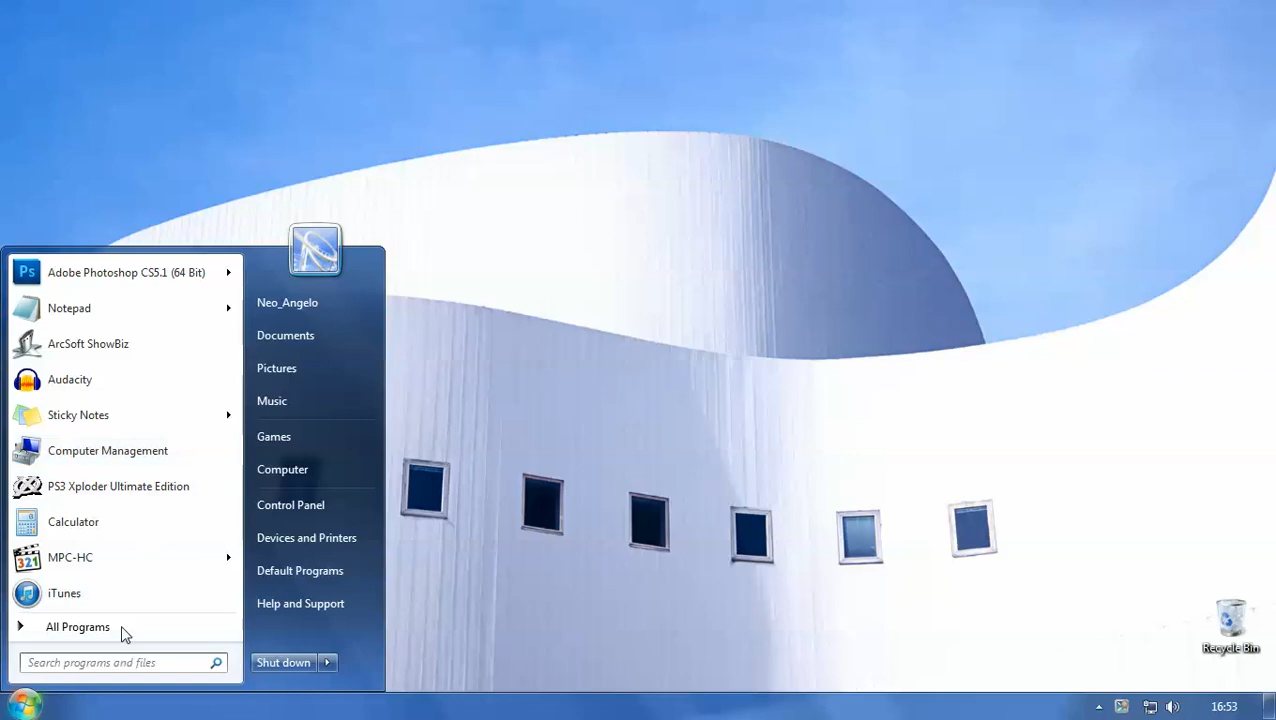 Ps
Adobe Photoshop CS5.1 (64 Bit)
Notepad
ArcSoft ShowBiz
Audacity
Sticky Notes
Computer Management
PS3 Xploder Ultimate Edition
Calculator
321
MPC-HC
iTunes
All Programs
Search programs and files
Neo_Angelo
Documents
Pictures
Music
Games
Computer
Control Panel
Devices and Printers
Default Programs
Help and Support
Shut down
Recycle Bin
16:53